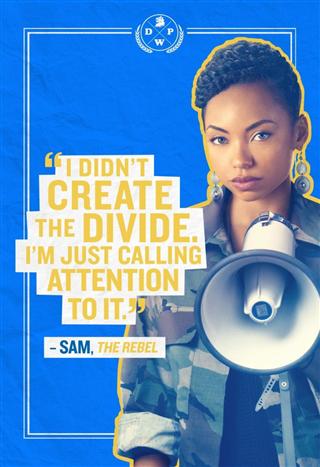 D P
W
“I DIDN’T
CREATE
THE DIVIDE.
I’M JUST CALLING
ATTENTION
TO IT.”
– SAM, THE REBEL